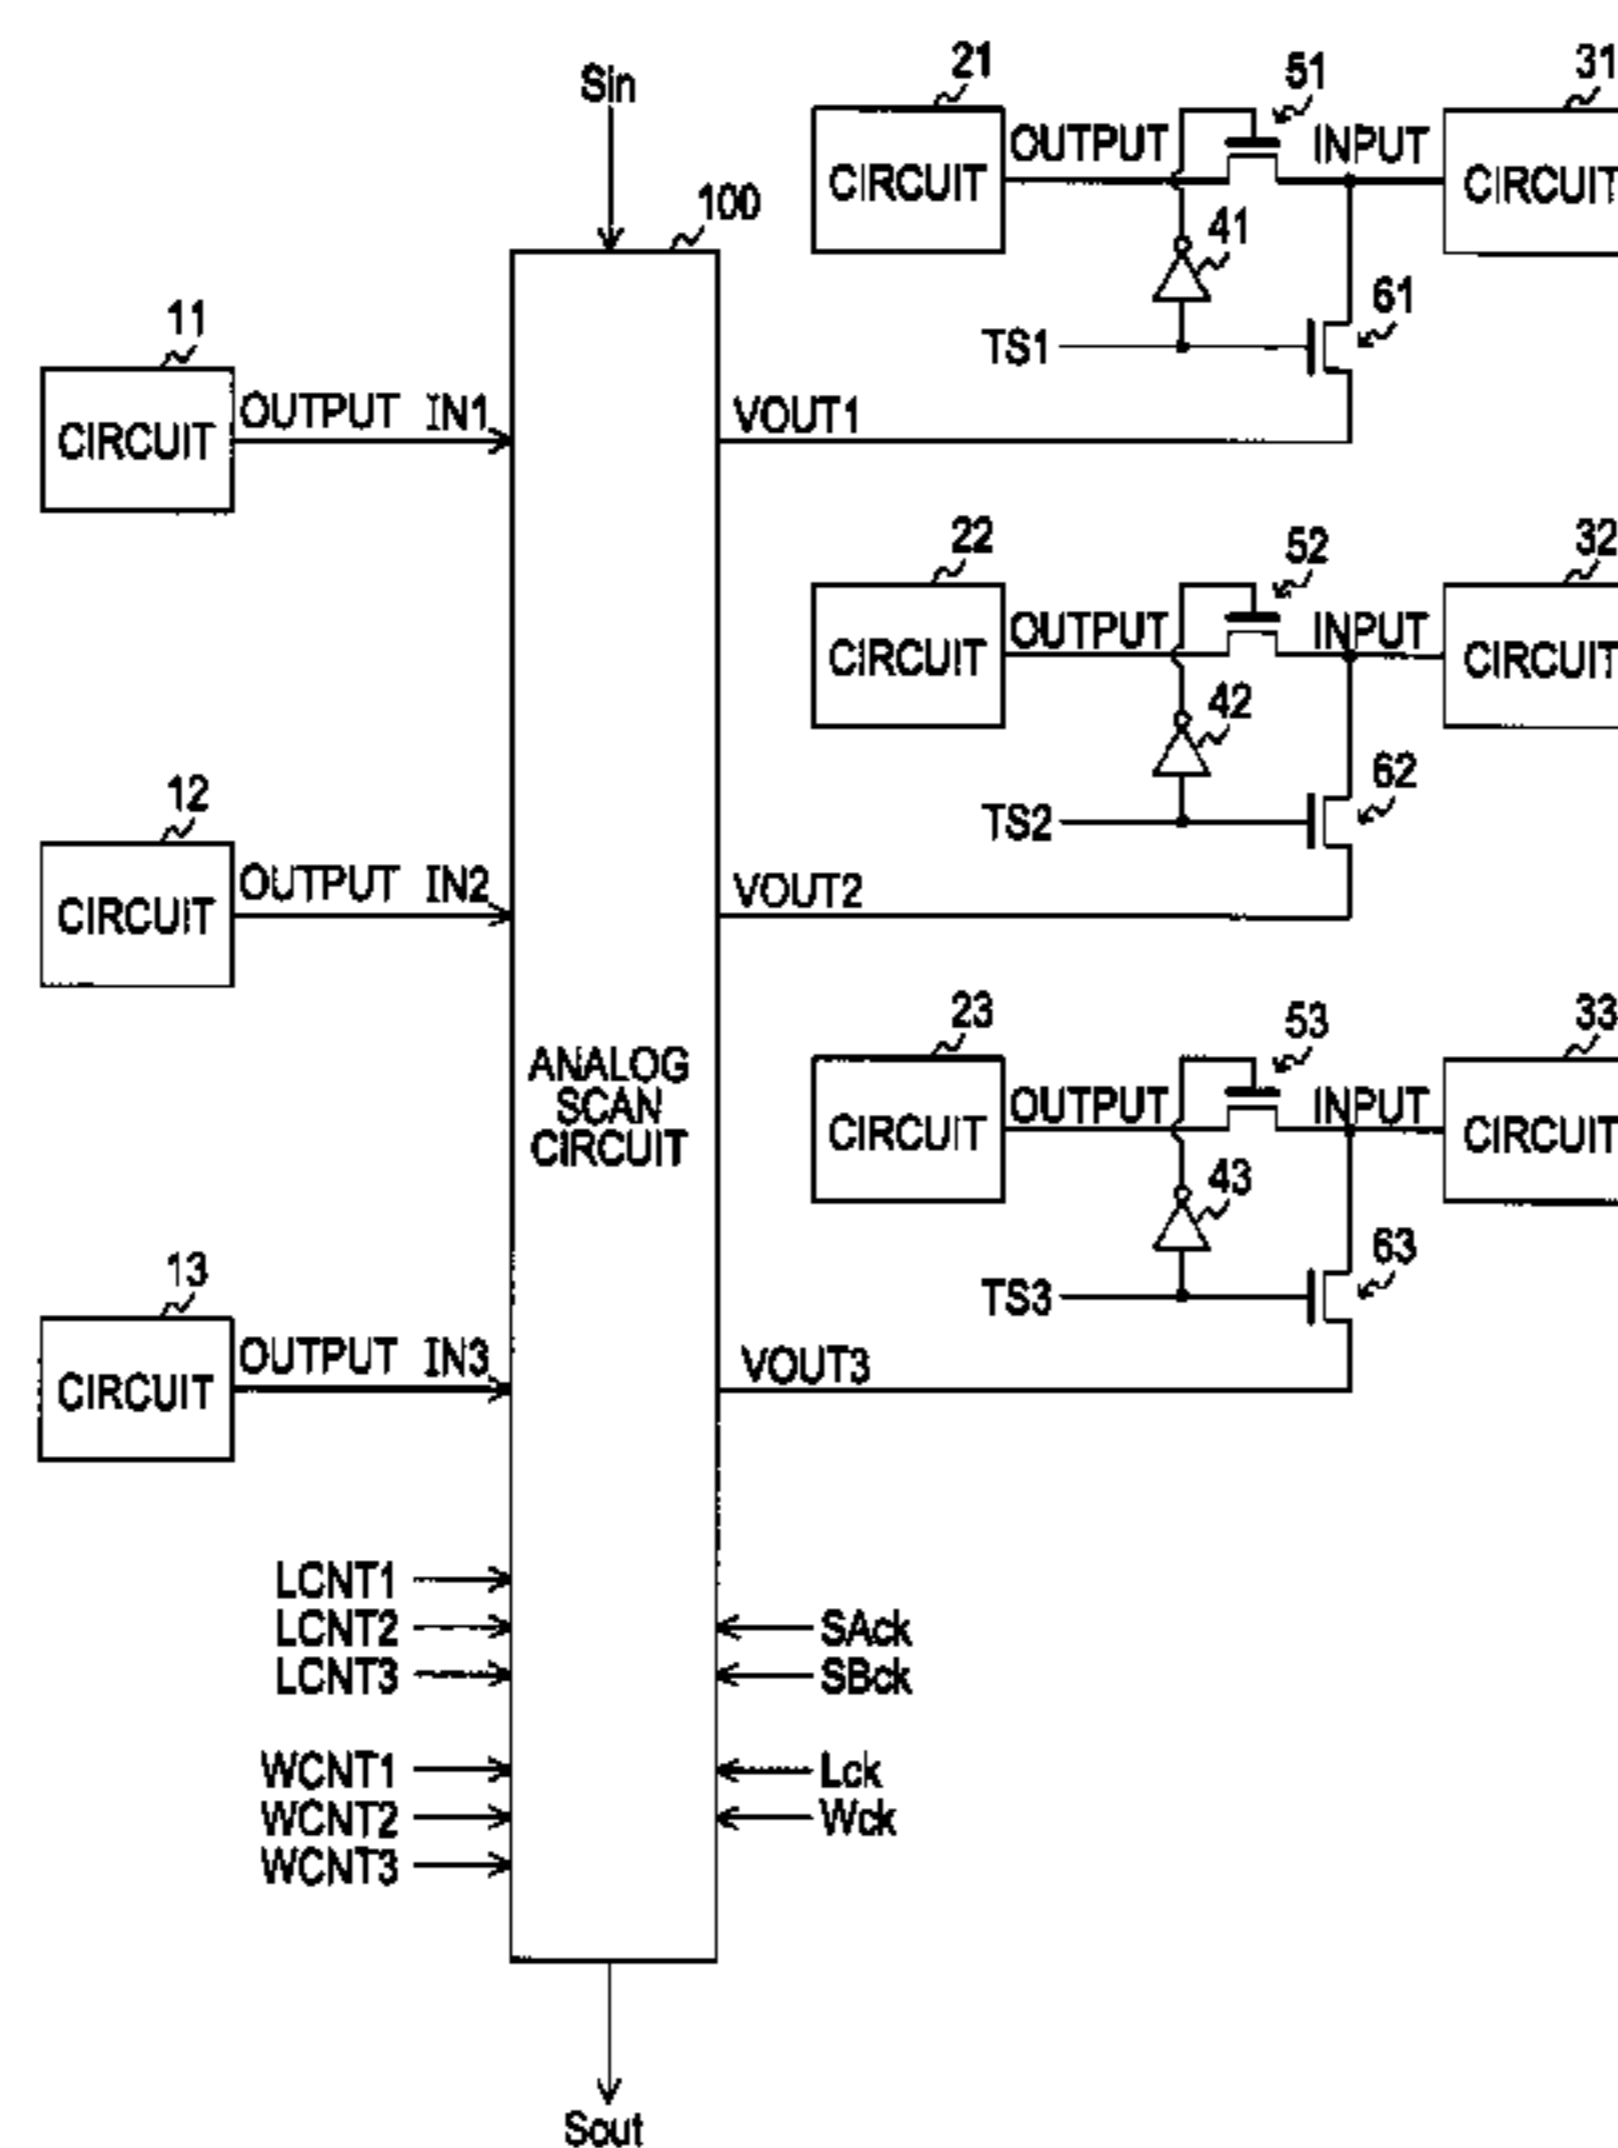 Sin
100
21
51
31
CIRCUIT
OUTPUT
INPUT
CIRCUIT
41
TS1
61
11
CIRCUIT
OUTPUT IN1
VOUT1
22
52
32
CIRCUIT
OUTPUT
INPUT
CIRCUIT
42
TS2
62
12
CIRCUIT
OUTPUT IN2
VOUT2
23
53
33
ANALOG
SCAN
CIRCUIT
CIRCUIT
OUTPUT
INPUT
CIRCUIT
43
TS3
63
13
CIRCUIT
OUTPUT IN3
VOUT3
LCNT1
LCNT2
LCNT3
SAck
SBck
WCNT1
WCNT2
WCNT3
Lck
Wck
Sout